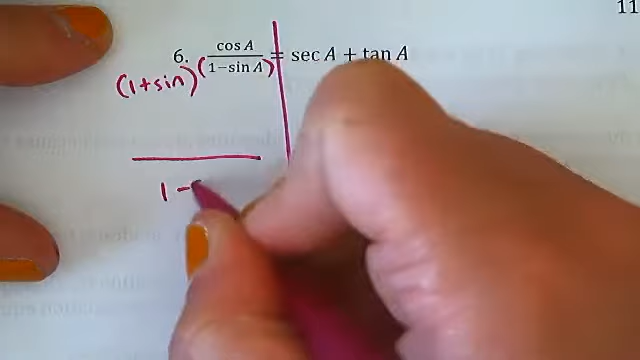 11
6. cos A / 1−sin A = sec A + tan A
(1+sin) ( )
1 −